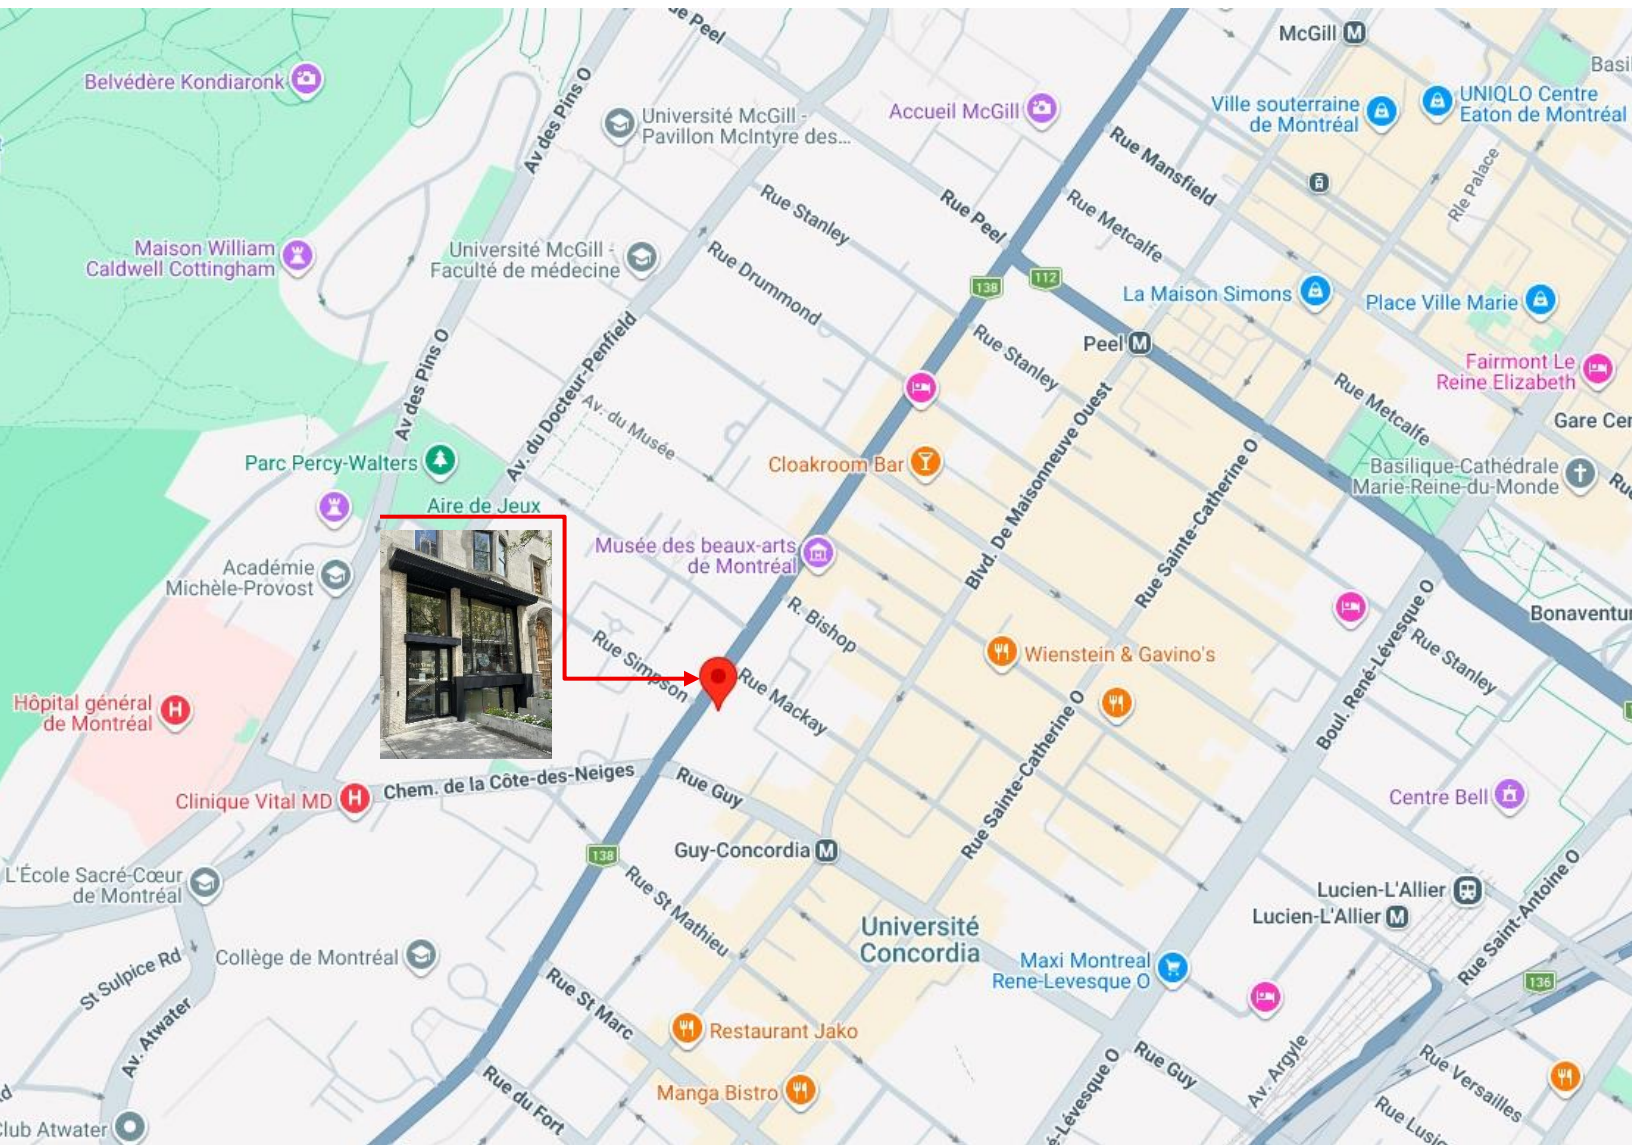 de Peel
McGill
Basil
Belvédère Kondiaronk
Av des Pins O
Université McGill -
Pavillon McIntyre des...
Accueil McGill
Ville souterraine
de Montréal
UNIQLO Centre
Eaton de Montréal
Rue Mansfield
Rle Palace
Rue Stanley
Rue Peel
Rue Metcalfe
Maison William
Caldwell Cottingham
Université McGill -
Faculté de médecine
Rue Drummond
138
112
La Maison Simons
Place Ville Marie
Av des Pins O
Av. du Docteur-Penfield
Rue Stanley
Peel
Fairmont Le
Reine Elizabeth
Rue Metcalfe
Gare Cer
Av. du Musée
Parc Percy-Walters
Cloakroom Bar
Blvd. De Maisonneuve Ouest
Rue Sainte-Catherine O
Basilique-Cathédrale
Marie-Reine-du-Monde
Rue
Aire de Jeux
Académie
Michèle-Provost
Musée des beaux-arts
de Montréal
R. Bishop
Bonaventur
Rue Simpson
Rue Mackay
Wienstein & Gavino's
Boul. René-Lévesque O
Rue Stanley
Hôpital général
de Montréal
Chem. de la Côte-des-Neiges
Clinique Vital MD
Rue Guy
Rue Sainte-Catherine O
Centre Bell
Guy-Concordia
138
L'École Sacré-Cœur
de Montréal
Rue St Mathieu
Lucien-L'Allier
Lucien-L'Allier
Rue Saint-Antoine O
Université
Concordia
St Sulpice Rd
Collège de Montréal
Maxi Montreal
Rene-Levesque O
136
Rue St Marc
Restaurant Jako
Av. Atwater
Rue du Fort
Manga Bistro
é-Lévesque O
Rue Guy
Av. Argyle
Rue Versailles
Rue Lusig
Club Atwater